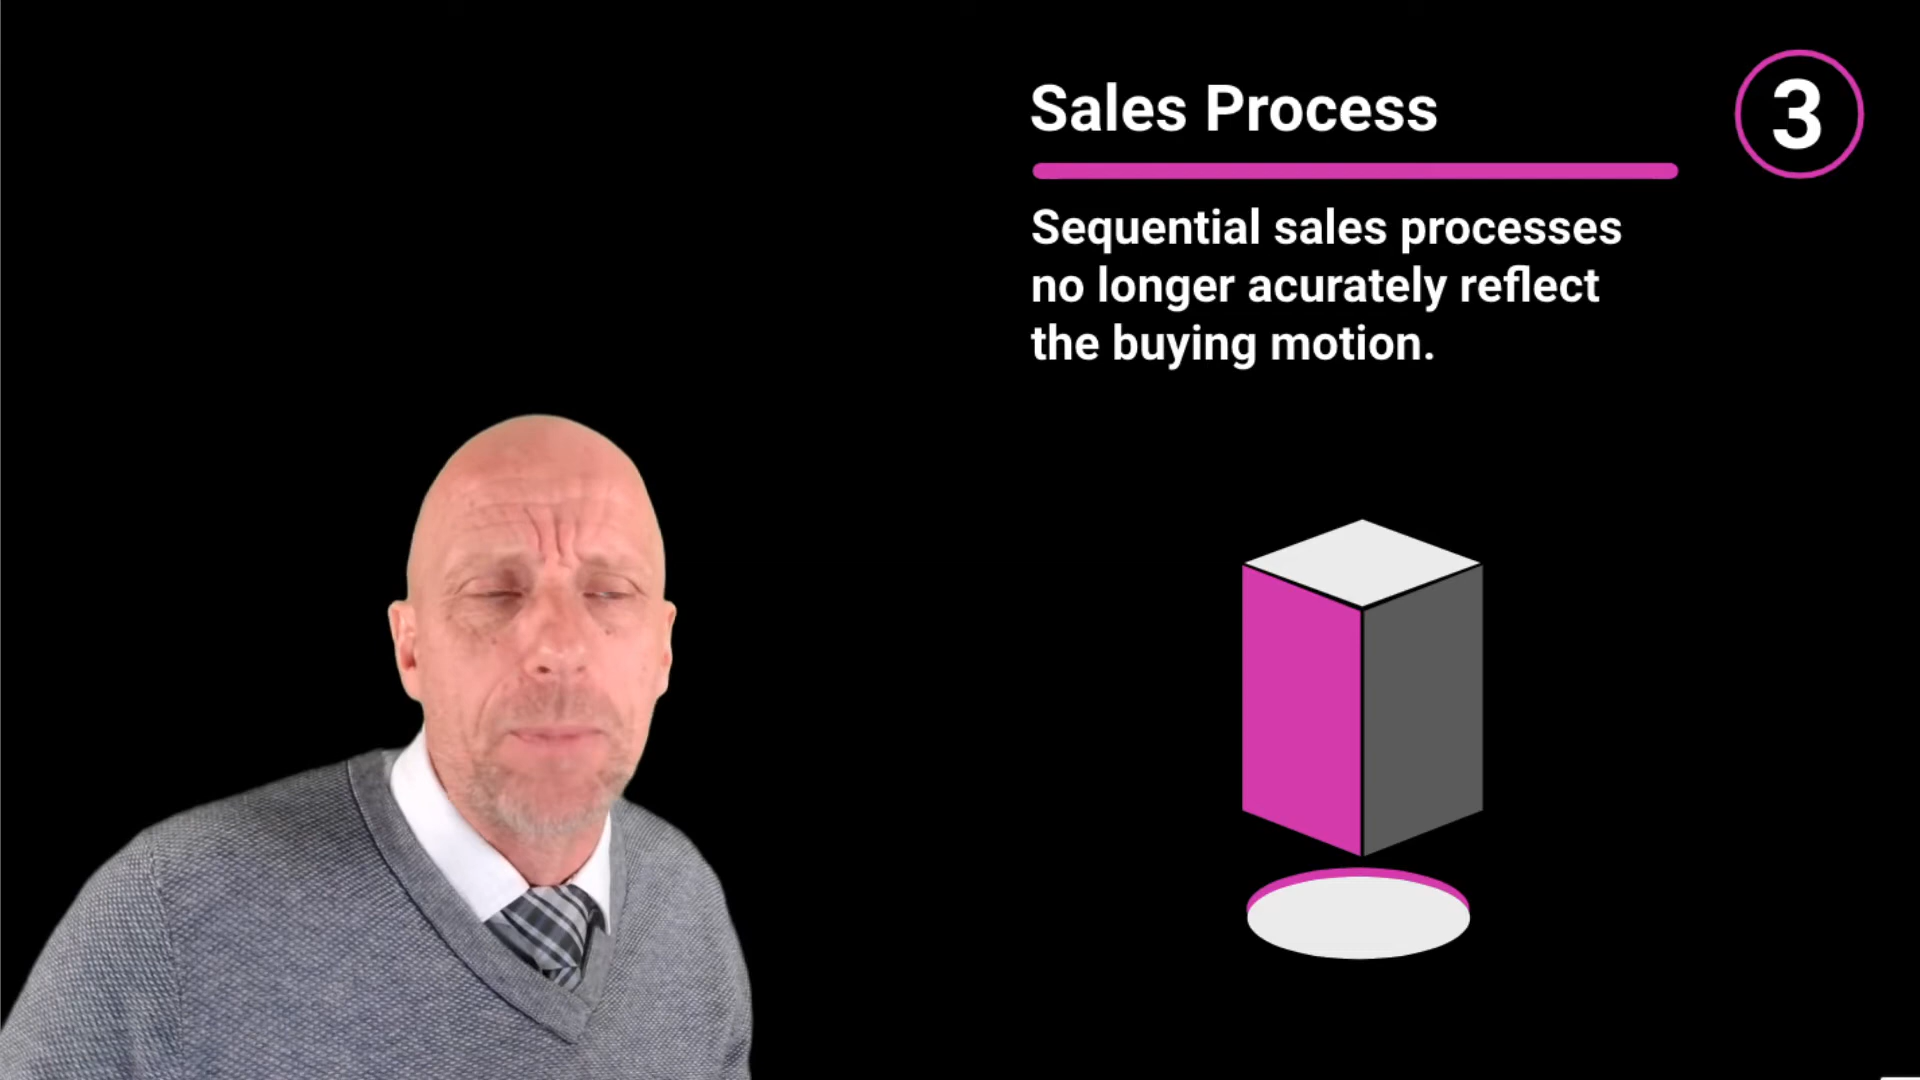 Sales Process
3
Sequential sales processes
no longer acurately reflect
the buying motion.